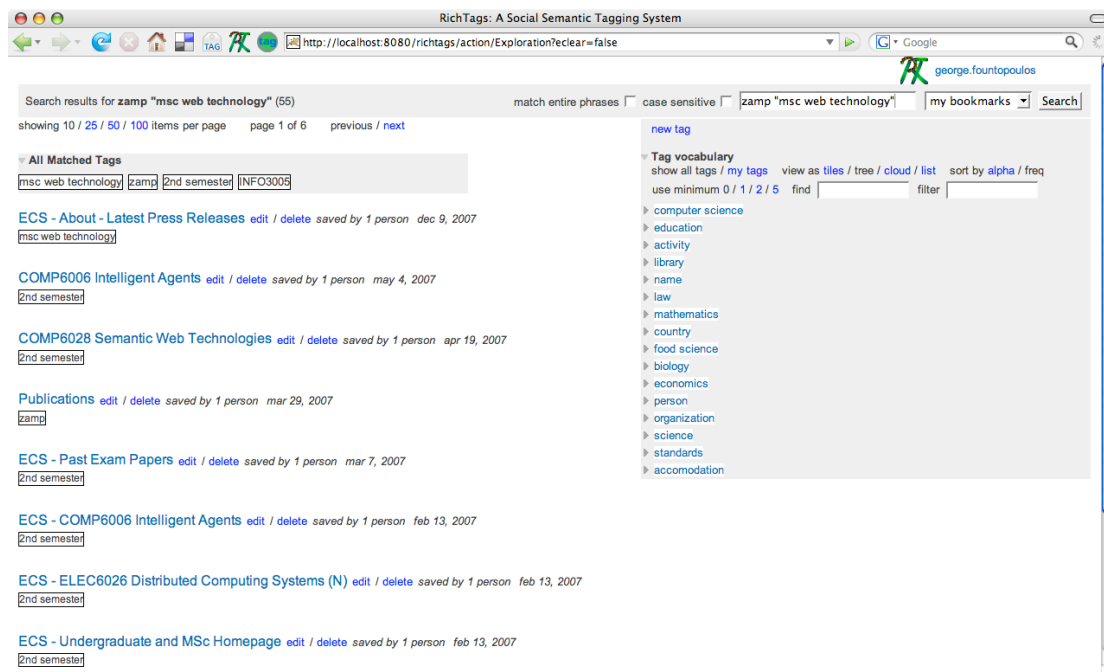 RichTags: A Social Semantic Tagging System
TAG tag http://localhost:8080/richtags/action/Exploration?eclear=false G Google
RT george.fountopoulos
Search results for zamp "msc web technology" (55) match entire phrases case sensitive zamp "msc web technology" my bookmarks Search
showing 10 / 25 / 50 / 100 items per page page 1 of 6 previous / next
All Matched Tags
msc web technology zamp 2nd semester INFO3005
ECS - About - Latest Press Releases edit / delete saved by 1 person dec 9, 2007
msc web technology
COMP6006 Intelligent Agents edit / delete saved by 1 person may 4, 2007
2nd semester
COMP6028 Semantic Web Technologies edit / delete saved by 1 person apr 19, 2007
2nd semester
Publications edit / delete saved by 1 person mar 29, 2007
zamp
ECS - Past Exam Papers edit / delete saved by 1 person mar 7, 2007
2nd semester
ECS - COMP6006 Intelligent Agents edit / delete saved by 1 person feb 13, 2007
2nd semester
ECS - ELEC6026 Distributed Computing Systems (N) edit / delete saved by 1 person feb 13, 2007
2nd semester
ECS - Undergraduate and MSc Homepage edit / delete saved by 1 person feb 13, 2007
2nd semester
new tag
Tag vocabulary
show all tags / my tags view as tiles / tree / cloud / list sort by alpha / freq
use minimum 0 / 1 / 2 / 5 find filter
computer science
education
activity
library
name
law
mathematics
country
food science
biology
economics
person
organization
science
standards
accomodation